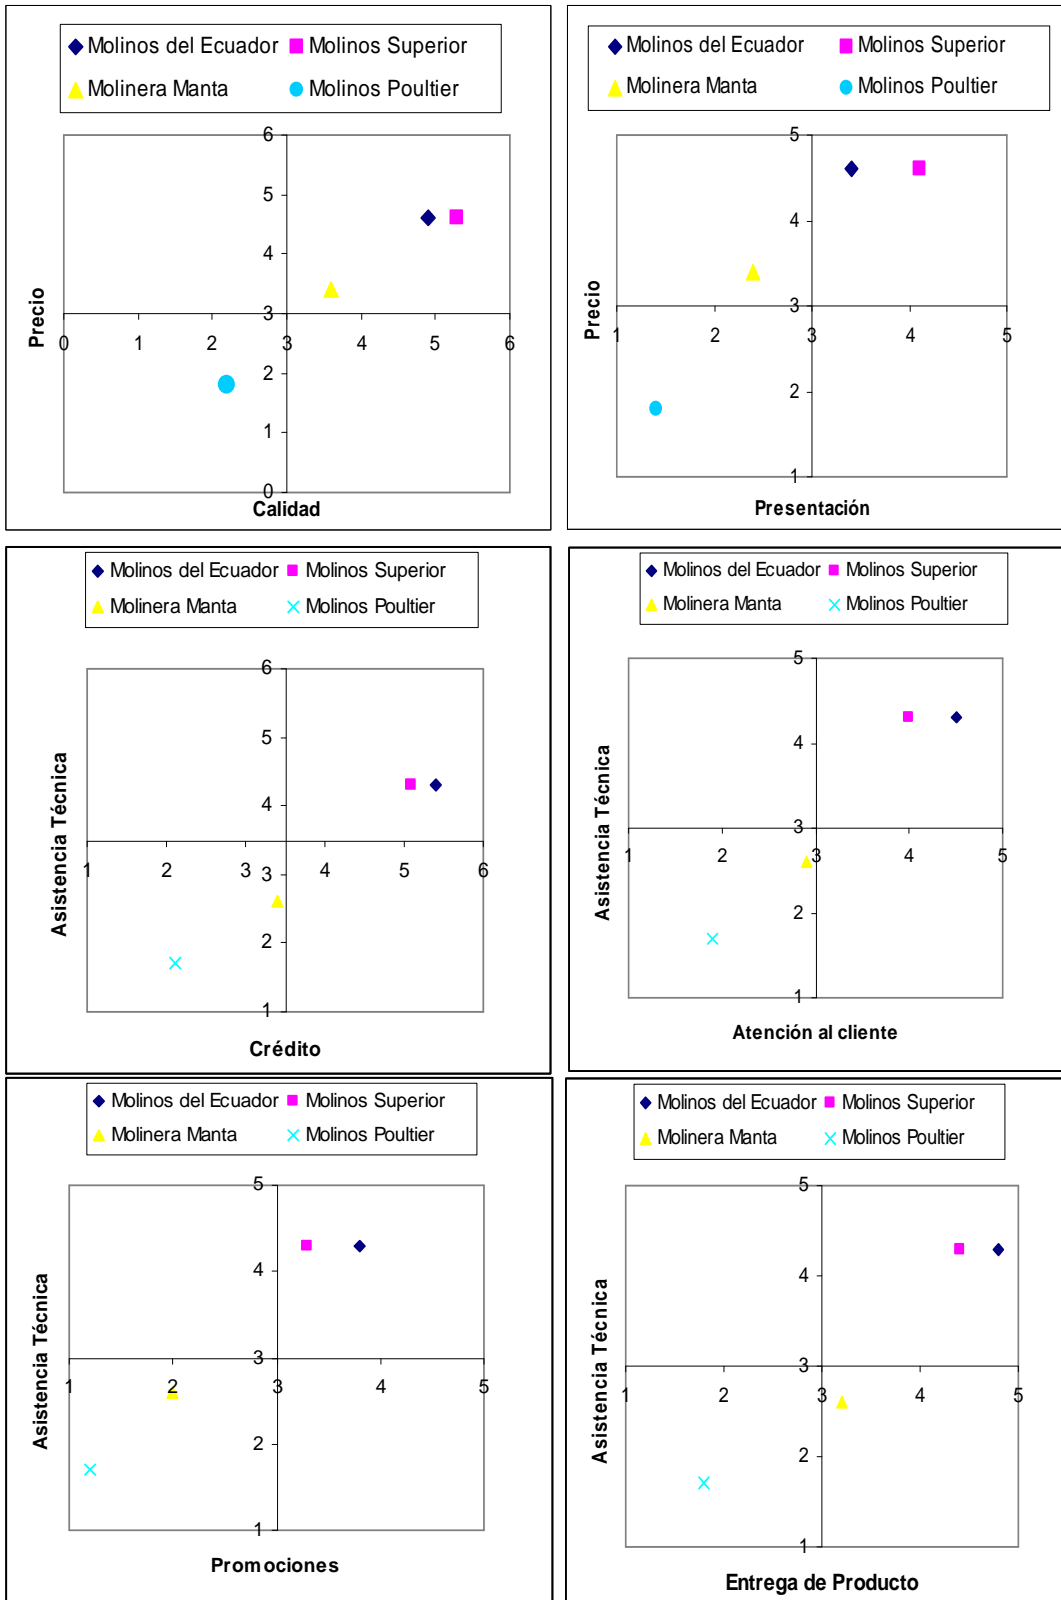 Molinos del Ecuador Molinos Superior
Molinera Manta Molinos Poultier
6
5
4
3
0 1 2 3 4 5 6
2
1
0
Precio
Calidad
Molinos del Ecuador Molinos Superior
Molinera Manta Molinos Poultier
5
4
3
1 2 3 4 5
2
1
Precio
Presentación
Molinos del Ecuador Molinos Superior
Molinera Manta Molinos Poultier
6
5
4
1 2 3 4 5 6
3
2
1
Asistencia Técnica
Crédito
Molinos del Ecuador Molinos Superior
Molinera Manta Molinos Poultier
5
4
3
1 2 3 4 5
2
1
Asistencia Técnica
Atención al cliente
Molinos del Ecuador Molinos Superior
Molinera Manta Molinos Poultier
5
4
3
1 2 3 4 5
2
1
Asistencia Técnica
Promociones
Molinos del Ecuador Molinos Superior
Molinera Manta Molinos Poultier
5
4
3
1 2 3 4 5
2
1
Asistencia Técnica
Entrega de Producto